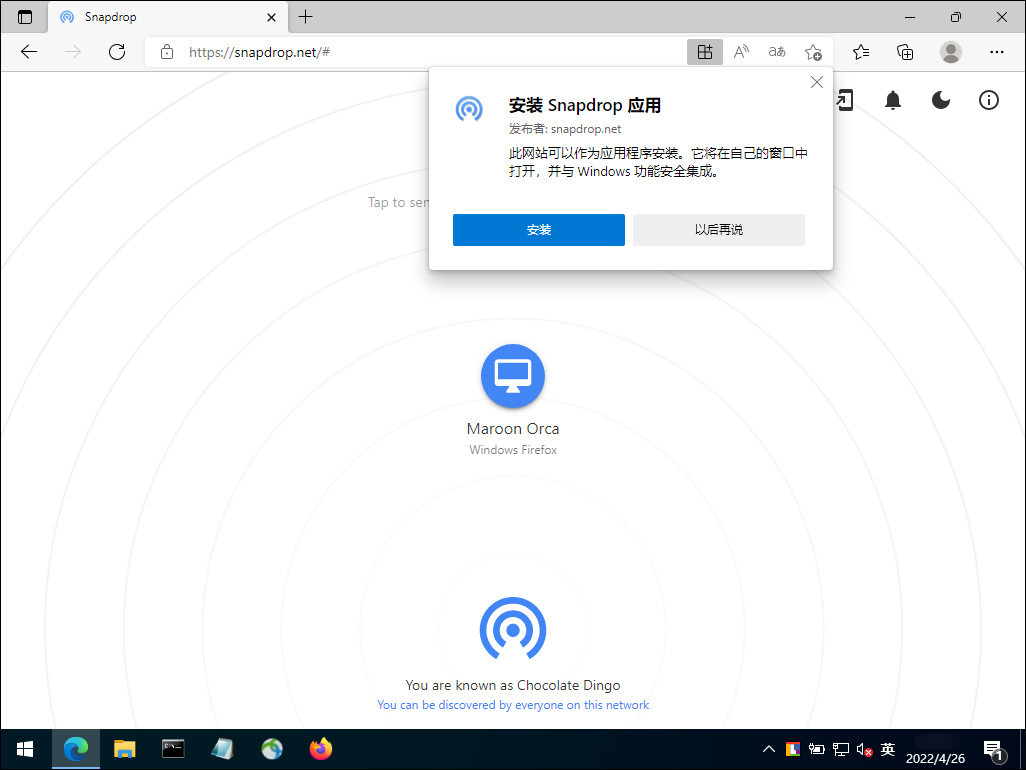 Snapdrop
https://snapdrop.net/#
安装 Snapdrop 应用
发布者: snapdrop.net
此网站可以作为应用程序安装。它将在自己的窗口中
打开，并与 Windows 功能安全集成。
安装
以后再说
Tap to sen
Maroon Orca
Windows Firefox
You are known as Chocolate Dingo
You can be discovered by everyone on this network
英
2022/4/26
1